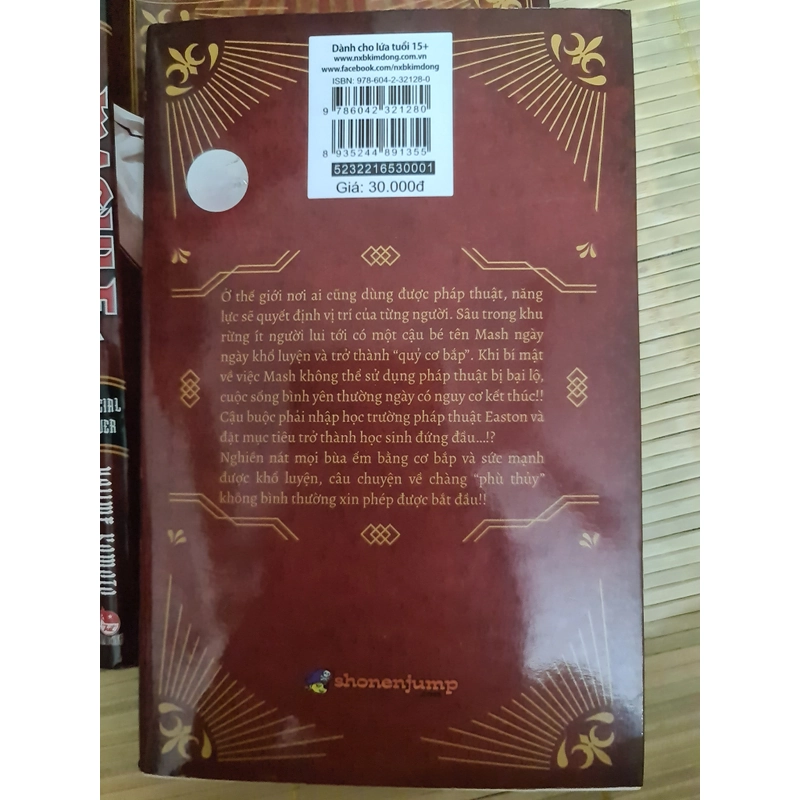 Dành cho lứa tuổi 15+
www.nxbkimdong.com.vn
www.facebook.com/nxbkimdong
ISBN: 978-604-2-32128-0
9 786042 321280
8 935244 891355
5232216530001
Giá: 30.000đ
Ở thế giới nơi ai cũng dùng được pháp thuật, năng
lực sẽ quyết định vị trí của từng người. Sâu trong khu
rừng ít người lui tới có một cậu bé tên Mash ngày
ngày khổ luyện và trở thành “quỷ cơ bắp”. Khi bí mật
về việc Mash không thể sử dụng pháp thuật bị bại lộ,
cuộc sống bình yên thường ngày có nguy cơ kết thúc!!
Cậu buộc phải nhập học trường pháp thuật Easton và
đặt mục tiêu trở thành học sinh đứng đầu...!?
Nghiền nát mọi bùa ếm bằng cơ bắp và sức mạnh
được khổ luyện, câu chuyện về chàng “phù thủy”
không bình thường xin phép được bắt đầu!!
shonenjump